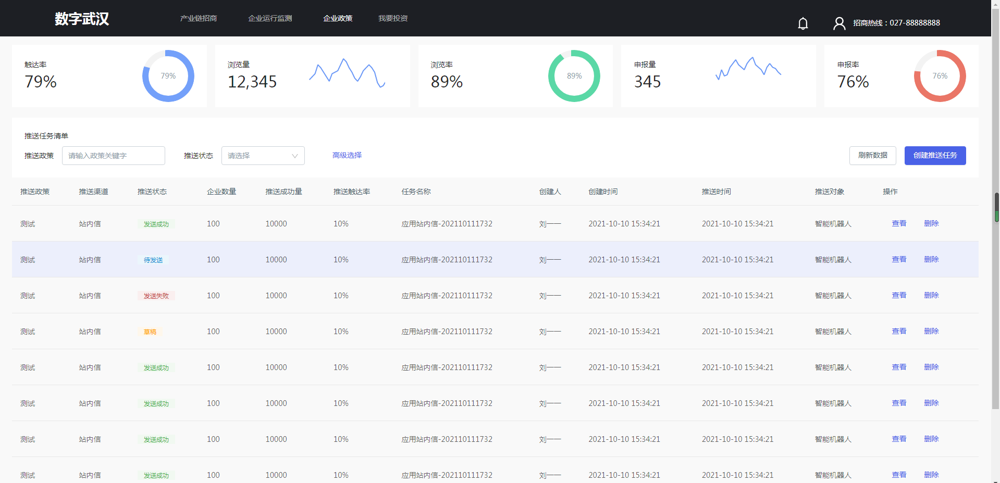 数字武汉 产业链招商 企业运行监测 企业政策 我要投资 招商热线：027-88888888
触达率 浏览量 浏览率 申报量 申报率
79% 79% 12,345 89% 89% 345 76% 76%
推送任务清单
推送政策 请输入政策关键字 推送状态 请选择 高级选择 刷新数据 创建推送任务
推送政策 推送渠道 推送状态 企业数量 推送成功量 推送触达率 任务名称 创建人 创建时间 推送时间 推送对象 操作
测试 站内信 发送成功 100 10000 10% 应用站内信-202110111732 刘一一 2021-10-10 15:34:21 2021-10-10 15:34:21 智能机器人 查看 删除
测试 站内信 待发送 100 10000 10% 应用站内信-202110111732 刘一一 2021-10-10 15:34:21 2021-10-10 15:34:21 智能机器人 查看 删除
测试 站内信 发送失败 100 10000 10% 应用站内信-202110111732 刘一一 2021-10-10 15:34:21 2021-10-10 15:34:21 智能机器人 查看 删除
测试 站内信 草稿 100 10000 10% 应用站内信-202110111732 刘一一 2021-10-10 15:34:21 2021-10-10 15:34:21 智能机器人 查看 删除
测试 站内信 发送成功 100 10000 10% 应用站内信-202110111732 刘一一 2021-10-10 15:34:21 2021-10-10 15:34:21 智能机器人 查看 删除
测试 站内信 发送成功 100 10000 10% 应用站内信-202110111732 刘一一 2021-10-10 15:34:21 2021-10-10 15:34:21 智能机器人 查看 删除
测试 站内信 发送成功 100 10000 10% 应用站内信-202110111732 刘一一 2021-10-10 15:34:21 2021-10-10 15:34:21 智能机器人 查看 删除
测试 站内信 发送成功 100 10000 10% 应用站内信-202110111732 刘一一 2021-10-10 15:34:21 2021-10-10 15:34:21 智能机器人 查看 删除